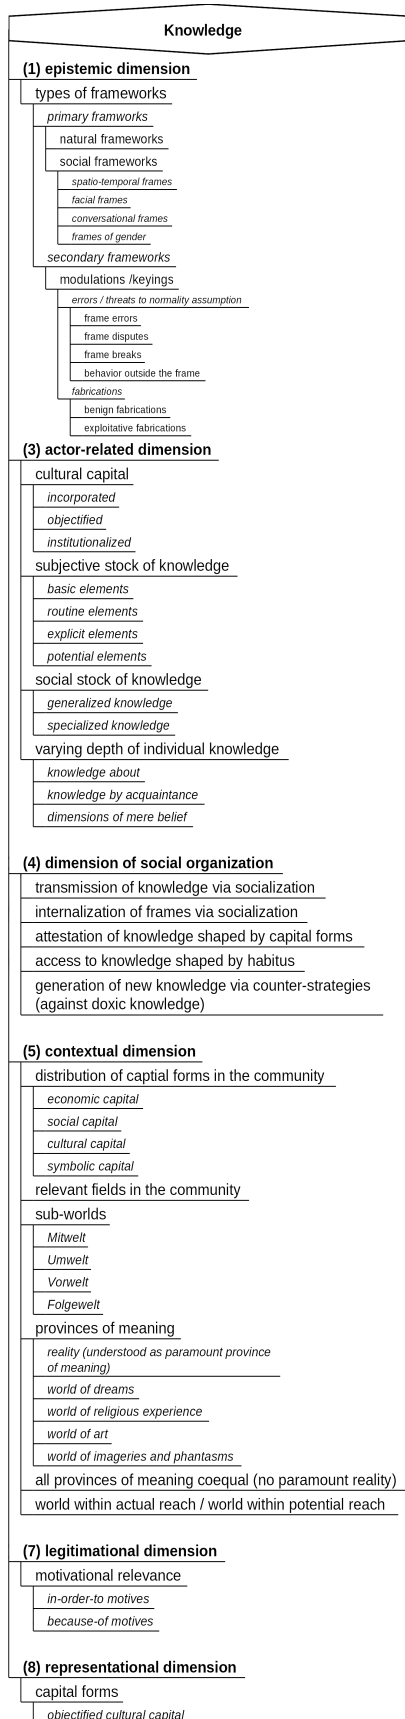 Knowledge
(1) epistemic dimension
types of frameworks
primary framworks
natural frameworks
social frameworks
spatio-temporal frames
facial frames
conversational frames
frames of gender
secondary frameworks
modulations /keyings
errors / threats to normality assumption
frame errors
frame disputes
frame breaks
behavior outside the frame
fabrications
benign fabrications
exploitative fabrications
(3) actor-related dimension
cultural capital
incorporated
objectified
institutionalized
subjective stock of knowledge
basic elements
routine elements
explicit elements
potential elements
social stock of knowledge
generalized knowledge
specialized knowledge
varying depth of individual knowledge
knowledge about
knowledge by acquaintance
dimensions of mere belief
(4) dimension of social organization
transmission of knowledge via socialization
internalization of frames via socialization
attestation of knowledge shaped by capital forms
access to knowledge shaped by habitus
generation of new knowledge via counter-strategies
(against doxic knowledge)
(5) contextual dimension
distribution of captial forms in the community
economic capital
social capital
cultural capital
symbolic capital
relevant fields in the community
sub-worlds
Mitwelt
Umwelt
Vorwelt
Folgewelt
provinces of meaning
reality (understood as paramount province
of meaning)
world of dreams
world of religious experience
world of art
world of imageries and phantasms
all provinces of meaning coequal (no paramount reality)
world within actual reach / world within potential reach
(7) legitimational dimension
motivational relevance
in-order-to motives
because-of motives
(8) representational dimension
capital forms
objectified cultural capital